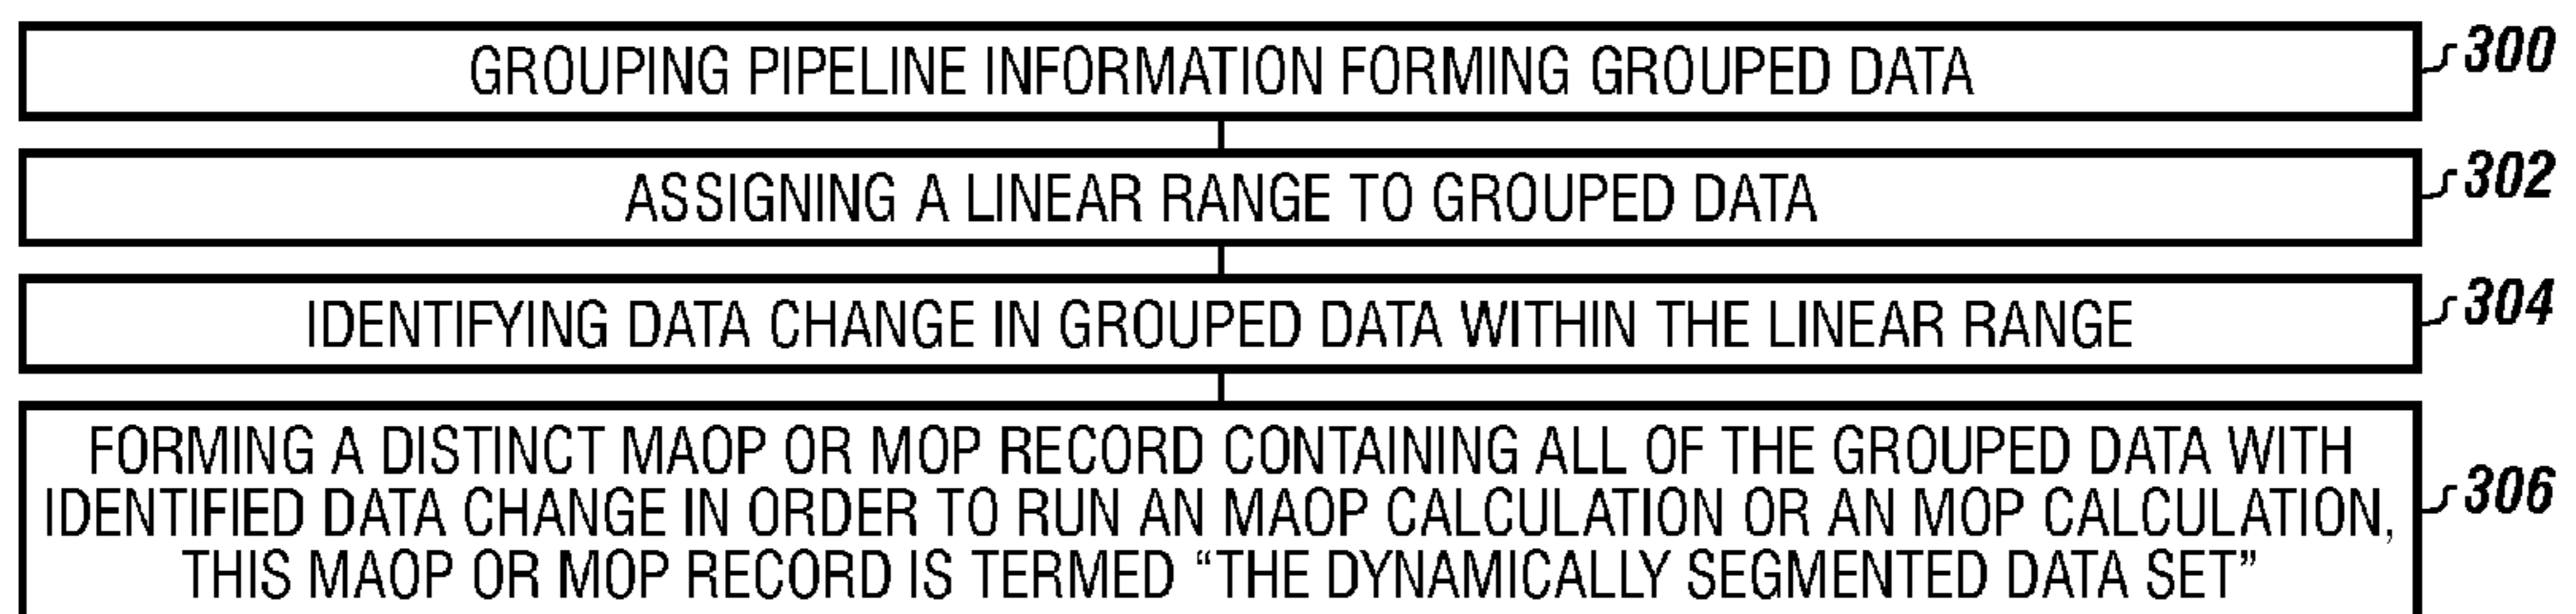 GROUPING PIPELINE INFORMATION FORMING GROUPED DATA
300
ASSIGNING A LINEAR RANGE TO GROUPED DATA
302
IDENTIFYING DATA CHANGE IN GROUPED DATA WITHIN THE LINEAR RANGE
304
FORMING A DISTINCT MAOP OR MOP RECORD CONTAINING ALL OF THE GROUPED DATA WITH
IDENTIFIED DATA CHANGE IN ORDER TO RUN AN MAOP CALCULATION OR AN MOP CALCULATION,
THIS MAOP OR MOP RECORD IS TERMED “THE DYNAMICALLY SEGMENTED DATA SET”
306